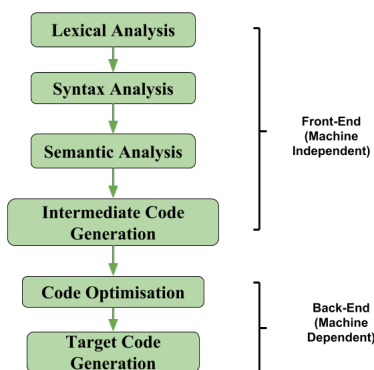 Lexical Analysis
Syntax Analysis
Front-End
(Machine
Independent)
Semantic Analysis
Intermediate Code
Generation
Code Optimisation
Back-End
(Machine
Dependent)
Target Code
Generation